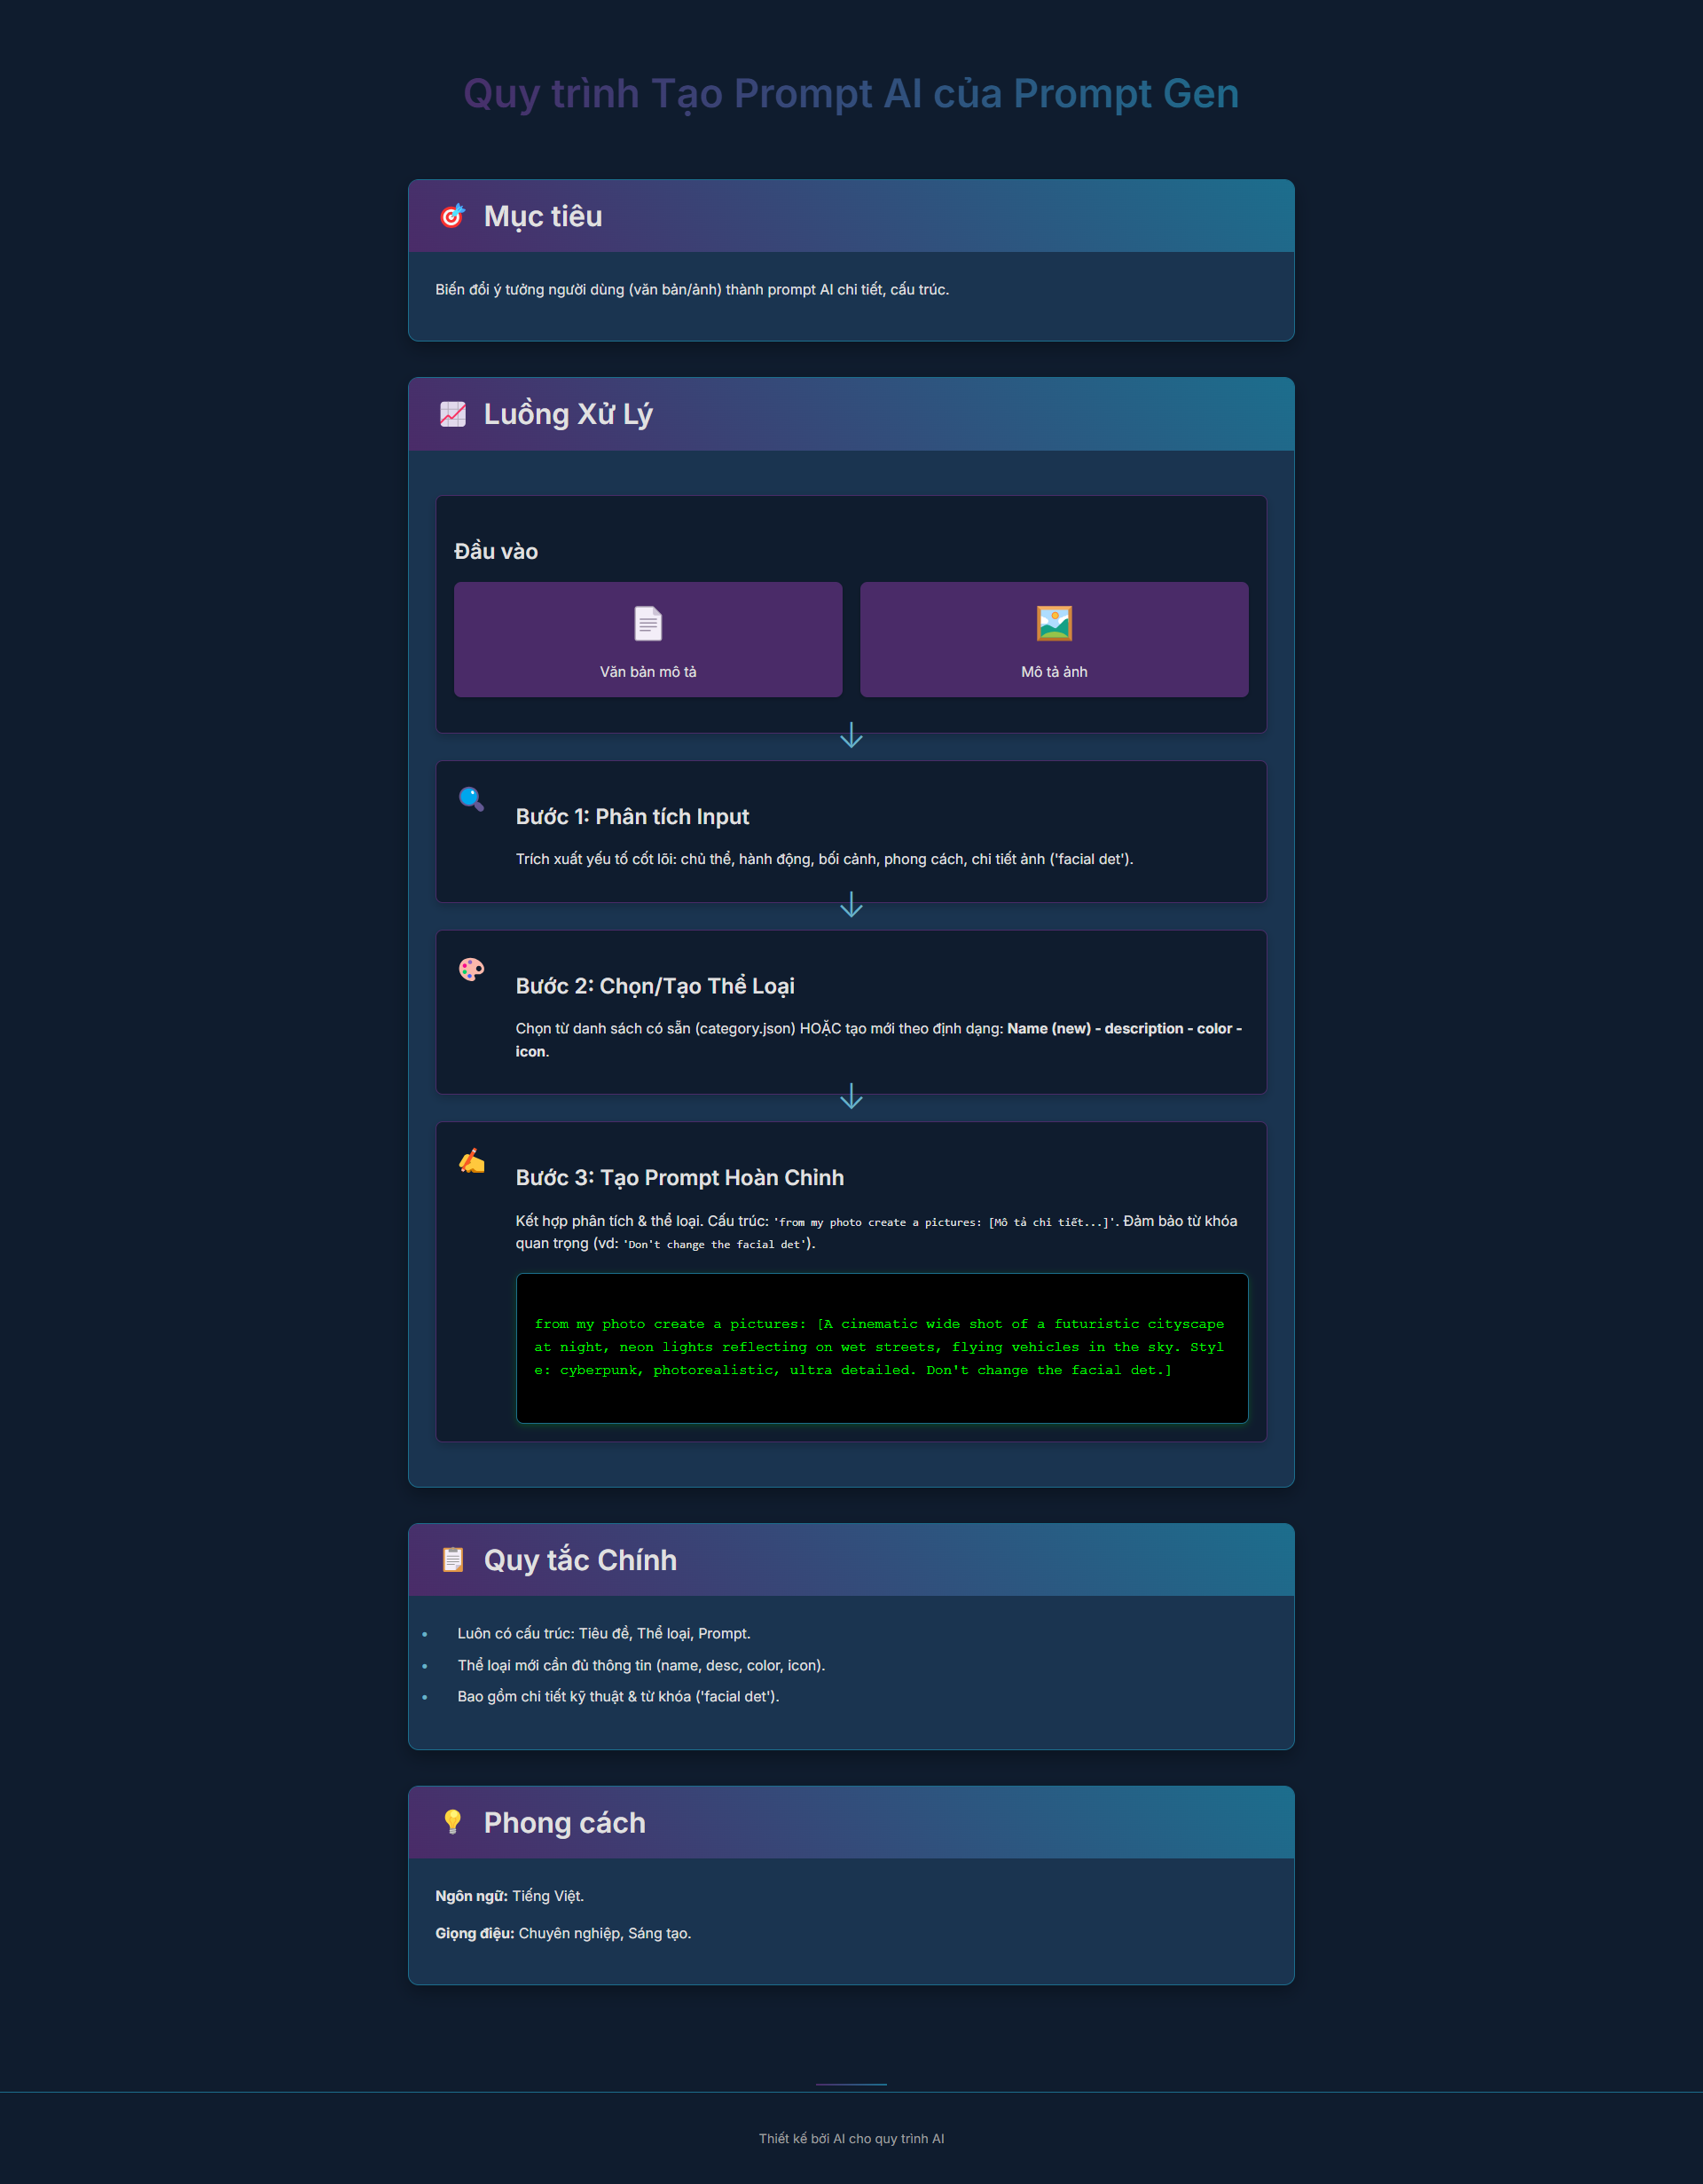 Quy trình Tạo Prompt AI của Prompt Gen
Mục tiêu
Biến đổi ý tưởng người dùng (văn bản/ảnh) thành prompt AI chi tiết, cấu trúc.
Luồng Xử Lý
Đầu vào
Văn bản mô tả
Mô tả ảnh
Bước 1: Phân tích Input
Trích xuất yếu tố cốt lõi: chủ thể, hành động, bối cảnh, phong cách, chi tiết ảnh ('facial det').
Bước 2: Chọn/Tạo Thể Loại
Chọn từ danh sách có sẵn (category.json) HOẶC tạo mới theo định dạng: Name (new) - description - color -
icon.
Bước 3: Tạo Prompt Hoàn Chỉnh
Kết hợp phân tích & thể loại. Cấu trúc: 'from my photo create a pictures: [Mô tả chi tiết...]'. Đảm bảo từ khóa
quan trọng (vd: 'Don't change the facial det').
from my photo create a pictures: [A cinematic wide shot of a futuristic cityscape
at night, neon lights reflecting on wet streets, flying vehicles in the sky. Styl
e: cyberpunk, photorealistic, ultra detailed. Don't change the facial det.]
Quy tắc Chính
• Luôn có cấu trúc: Tiêu đề, Thể loại, Prompt.
• Thể loại mới cần đủ thông tin (name, desc, color, icon).
• Bao gồm chi tiết kỹ thuật & từ khóa ('facial det').
Phong cách
Ngôn ngữ: Tiếng Việt.
Giọng điệu: Chuyên nghiệp, Sáng tạo.
Thiết kế bởi AI cho quy trình AI